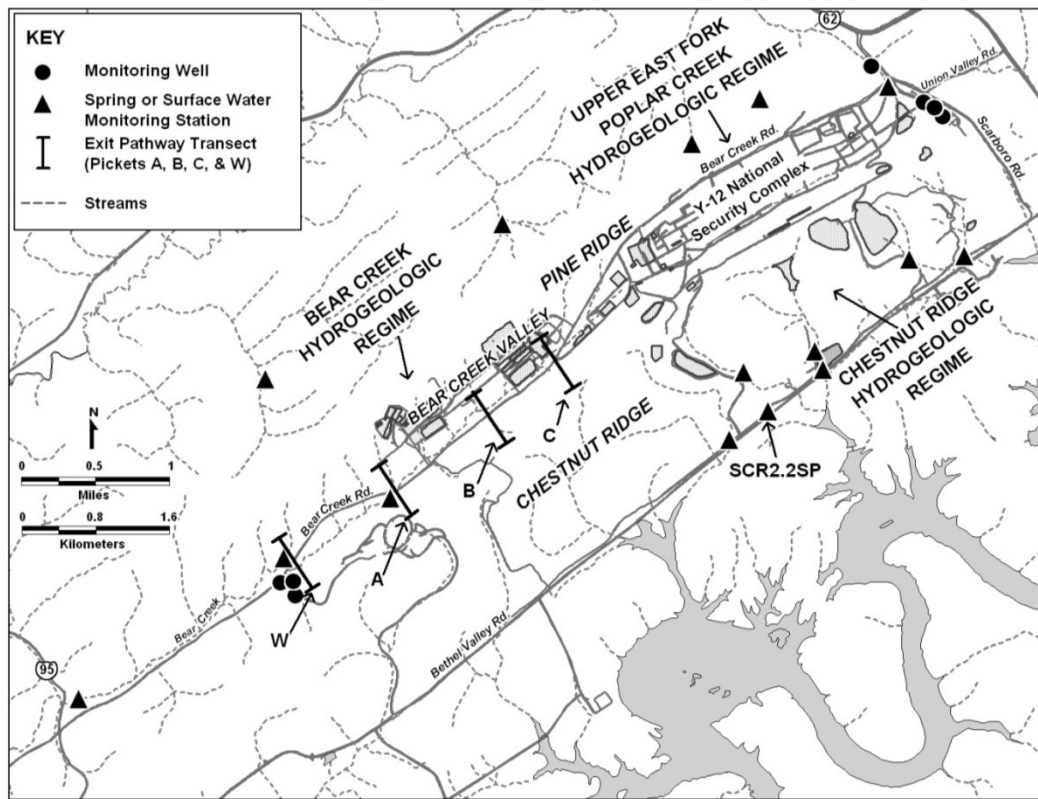 KEY
Monitoring Well
Spring or Surface Water
Monitoring Station
Exit Pathway Transect
(Pickets A, B, C, & W)
Streams
62
UPPER EAST FORK
POPLAR CREEK
HYDROGEOLOGIC REGIME
Union Valley Rd.
Scarboro Rd.
Bear Creek Rd.
Y-12 National
Security Complex
PINE RIDGE
BEAR CREEK
HYDROGEOLOGIC
REGIME
BEAR CREEK VALLEY
CHESTNUT RIDGE
HYDROGEOLOGIC
REGIME
C
CHESTNUT RIDGE
B
SCR2.2SP
N
0 0.5 1
Miles
0 0.8 1.6
Kilometers
Bear Creek Rd.
A
W
Bear Creek
Bethel Valley Rd.
95